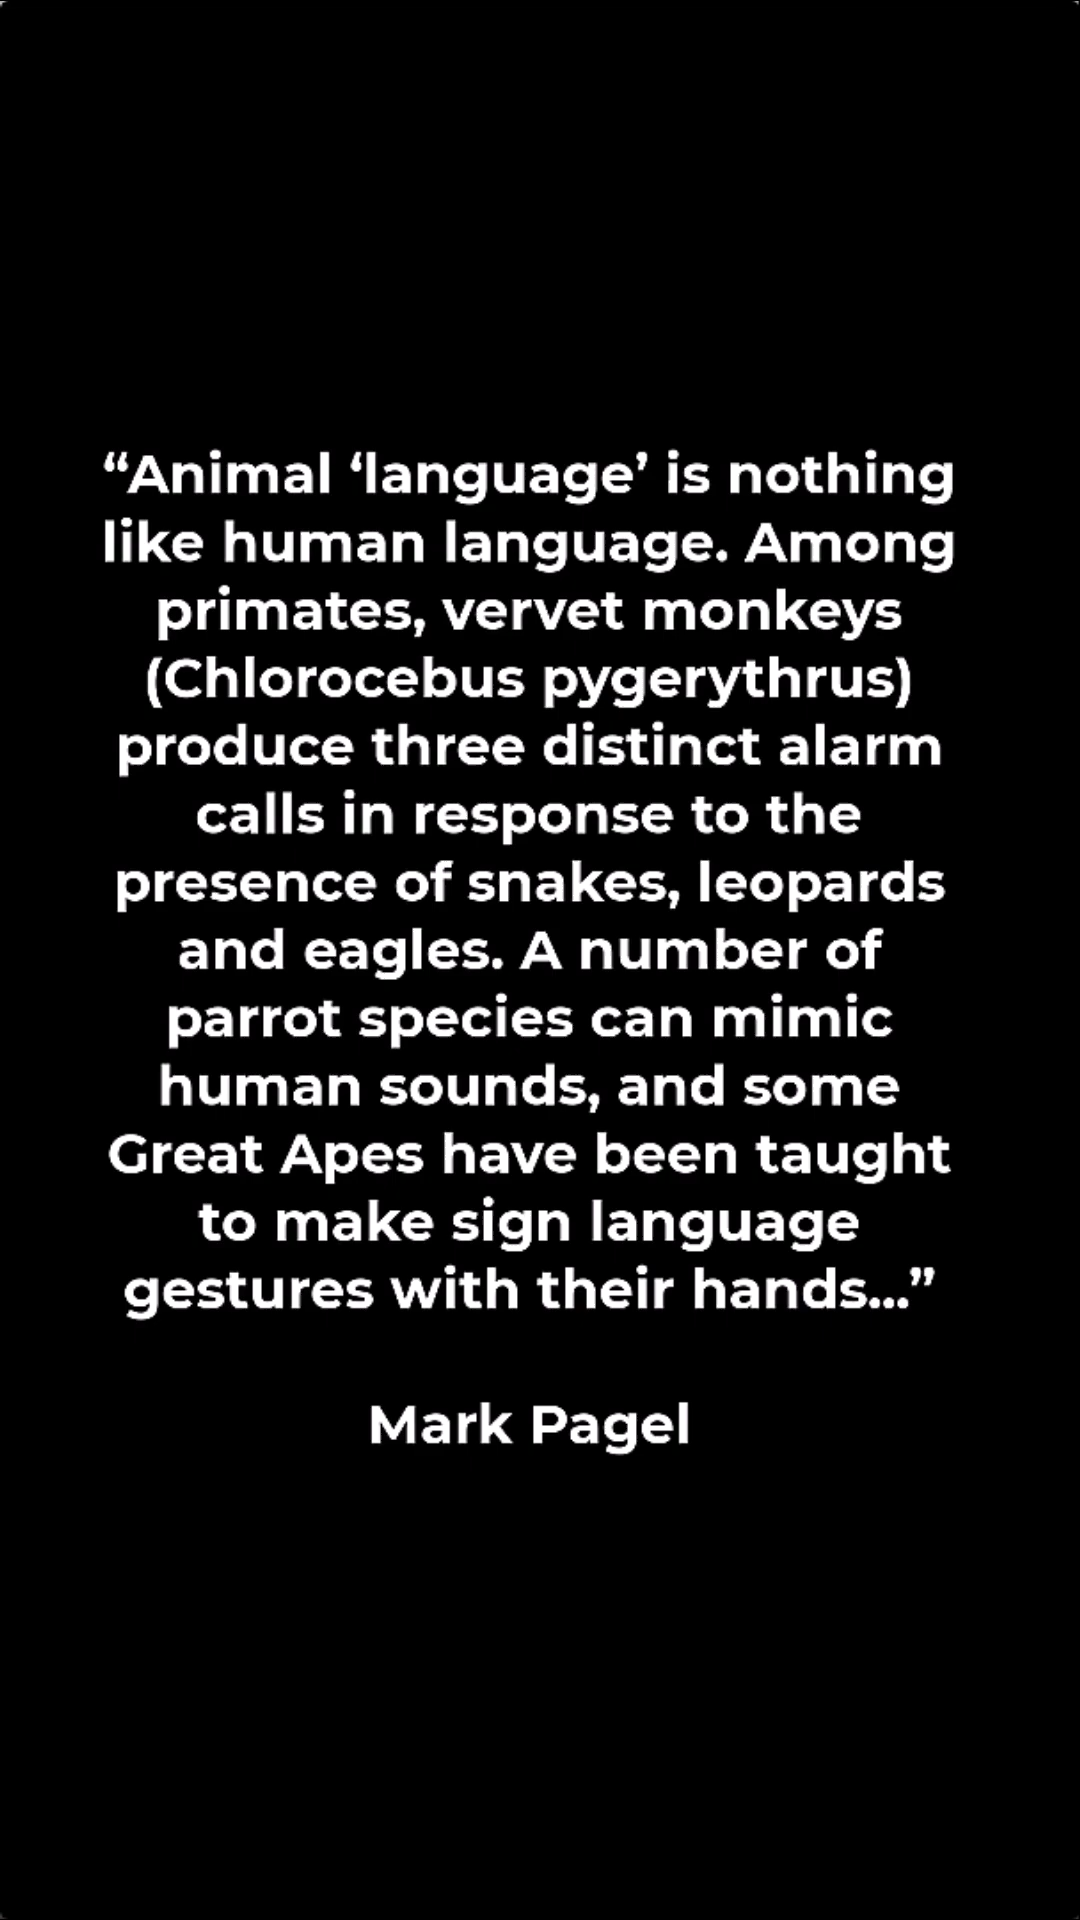 “Animal ‘language’ is nothing
like human language. Among
primates, vervet monkeys
(Chlorocebus pygerythrus)
produce three distinct alarm
calls in response to the
presence of snakes, leopards
and eagles. A number of
parrot species can mimic
human sounds, and some
Great Apes have been taught
to make sign language
gestures with their hands...”
Mark Pagel